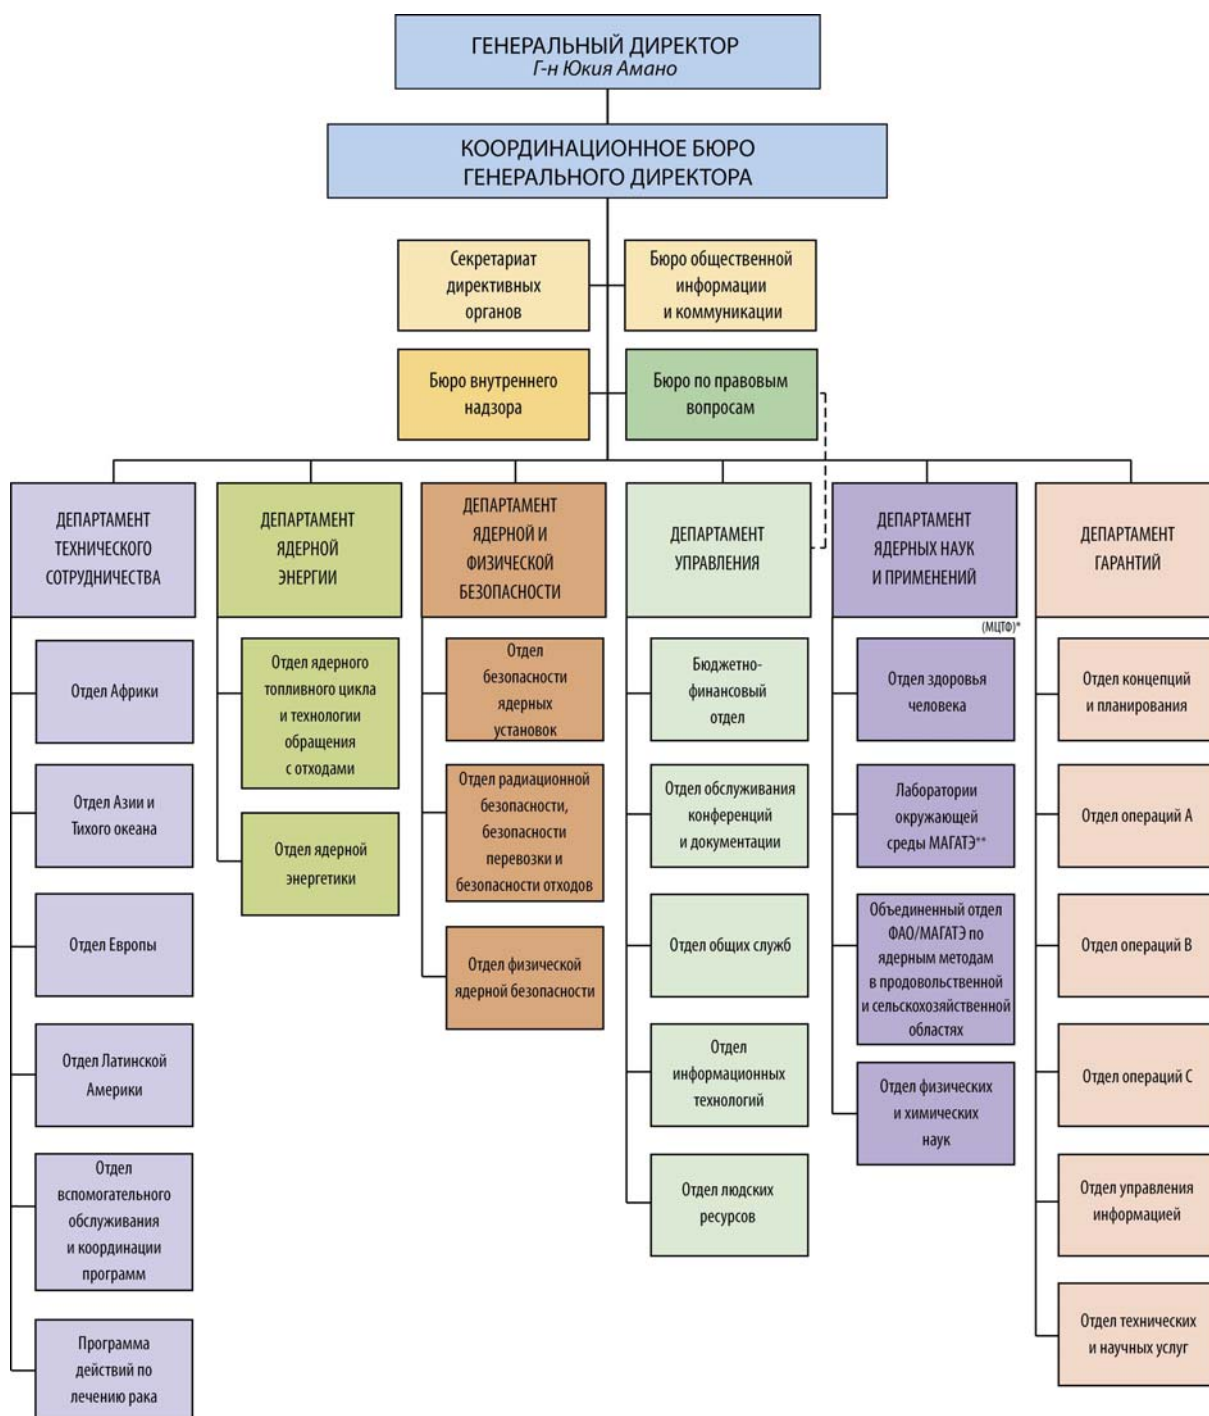 ГЕНЕРАЛЬНЫЙ ДИРЕКТОР
Г-н Юкия Амано
КООРДИНАЦИОННОЕ БЮРО
ГЕНЕРАЛЬНОГО ДИРЕКТОРА
Секретариат
директивных
органов
Бюро общественной
информации
и коммуникации
Бюро внутреннего
надзора
Бюро по правовым
вопросам
ДЕПАРТАМЕНТ
ТЕХНИЧЕСКОГО
СОТРУДНИЧЕСТВА
Отдел Африки
Отдел Азии и
Тихого океана
Отдел Европы
Отдел Латинской
Америки
Отдел
вспомогательного
обслуживания
и координации
программ
Программа
действий по
лечению рака
ДЕПАРТАМЕНТ
ЯДЕРНОЙ
ЭНЕРГИИ
Отдел ядерного
топливного цикла
и технологии
обращения
с отходами
Отдел ядерной
энергетики
ДЕПАРТАМЕНТ
ЯДЕРНОЙ И
ФИЗИЧЕСКОЙ
БЕЗОПАСНОСТИ
Отдел
безопасности
ядерных
установок
Отдел радиационной
безопасности,
безопасности
перевозки и
безопасности отходов
Отдел физической
ядерной безопасности
ДЕПАРТАМЕНТ
УПРАВЛЕНИЯ
Бюджетно-
финансовый
отдел
Отдел обслуживания
конференций
и документации
Отдел общих служб
Отдел
информационных
технологий
Отдел людских
ресурсов
ДЕПАРТАМЕНТ
ЯДЕРНЫХ НАУК
И ПРИМЕНЕНИЙ
(МЦТФ)*
Отдел здоровья
человека
Лаборатории
окружающей
среды МАГАТЭ**
Объединенный отдел
ФАО/МАГАТЭ по
ядерным методам
в продовольственной
и сельскохозяйственной
областях
Отдел физических
и химических
наук
ДЕПАРТАМЕНТ
ГАРАНТИЙ
Отдел концепций
и планирования
Отдел операций А
Отдел операций В
Отдел операций С
Отдел управления
информацией
Отдел технических
и научных услуг